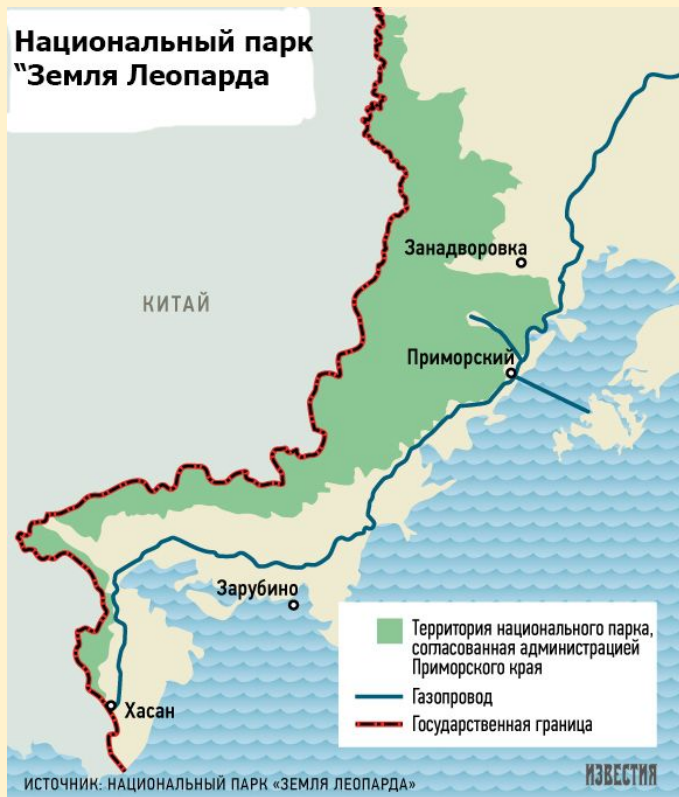 Национальный парк
“Земля Леопарда
Занадворовка
КИТАЙ
Приморский
Зарубино
Территория национального парка,
согласованная администрацией
Приморского края
Газопровод
Хасан
Государственная граница
ИСТОЧНИК: НАЦИОНАЛЬНЫЙ ПАРК «ЗЕМЛЯ ЛЕОПАРДА»
ИЗВЕСТИЯ